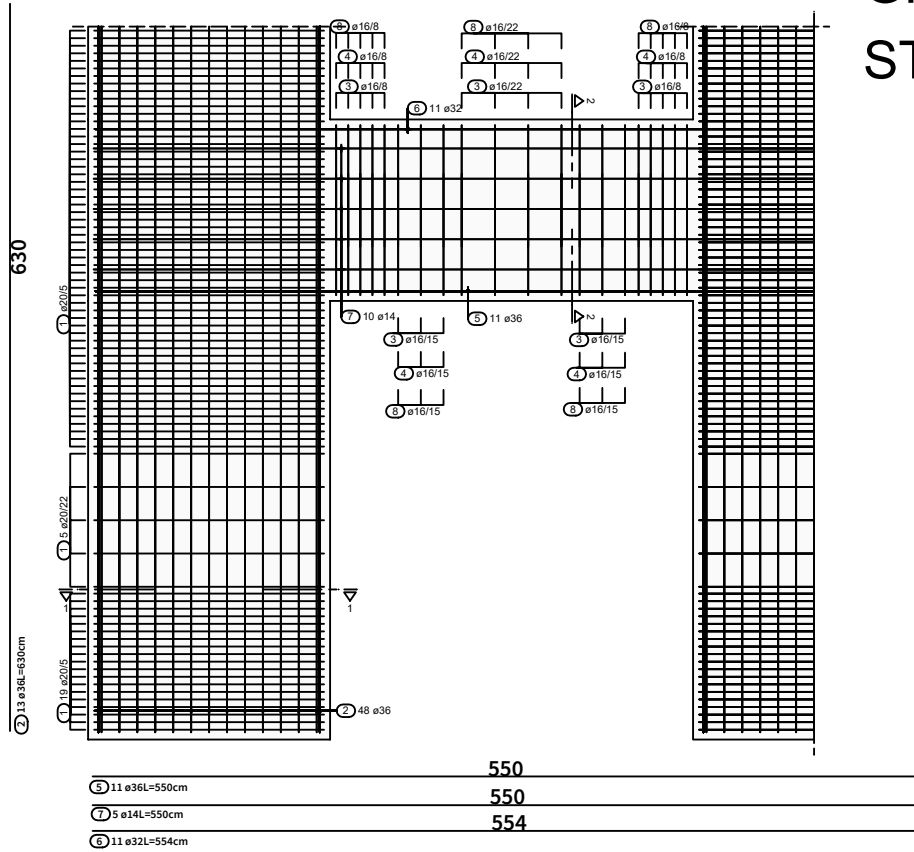 ST
8 ø16/8
8 ø16/22
8 ø16/8
4 ø16/8
4 ø16/22
4 ø16/8
3 ø16/8
3 ø16/22
3 ø16/8
6 11 ø32
2
630
1 ø20/5
7 10 ø14
5 11 ø36
2
3 ø16/15
3 ø16/15
4 ø16/15
4 ø16/15
8 ø16/15
8 ø16/15
1 5 ø20/22
1
1
2 13 ø36L=630cm
1 19 ø20/5
2 48 ø36
550
5 11 ø36L=550cm
550
7 5 ø14L=550cm
554
6 11 ø32L=554cm